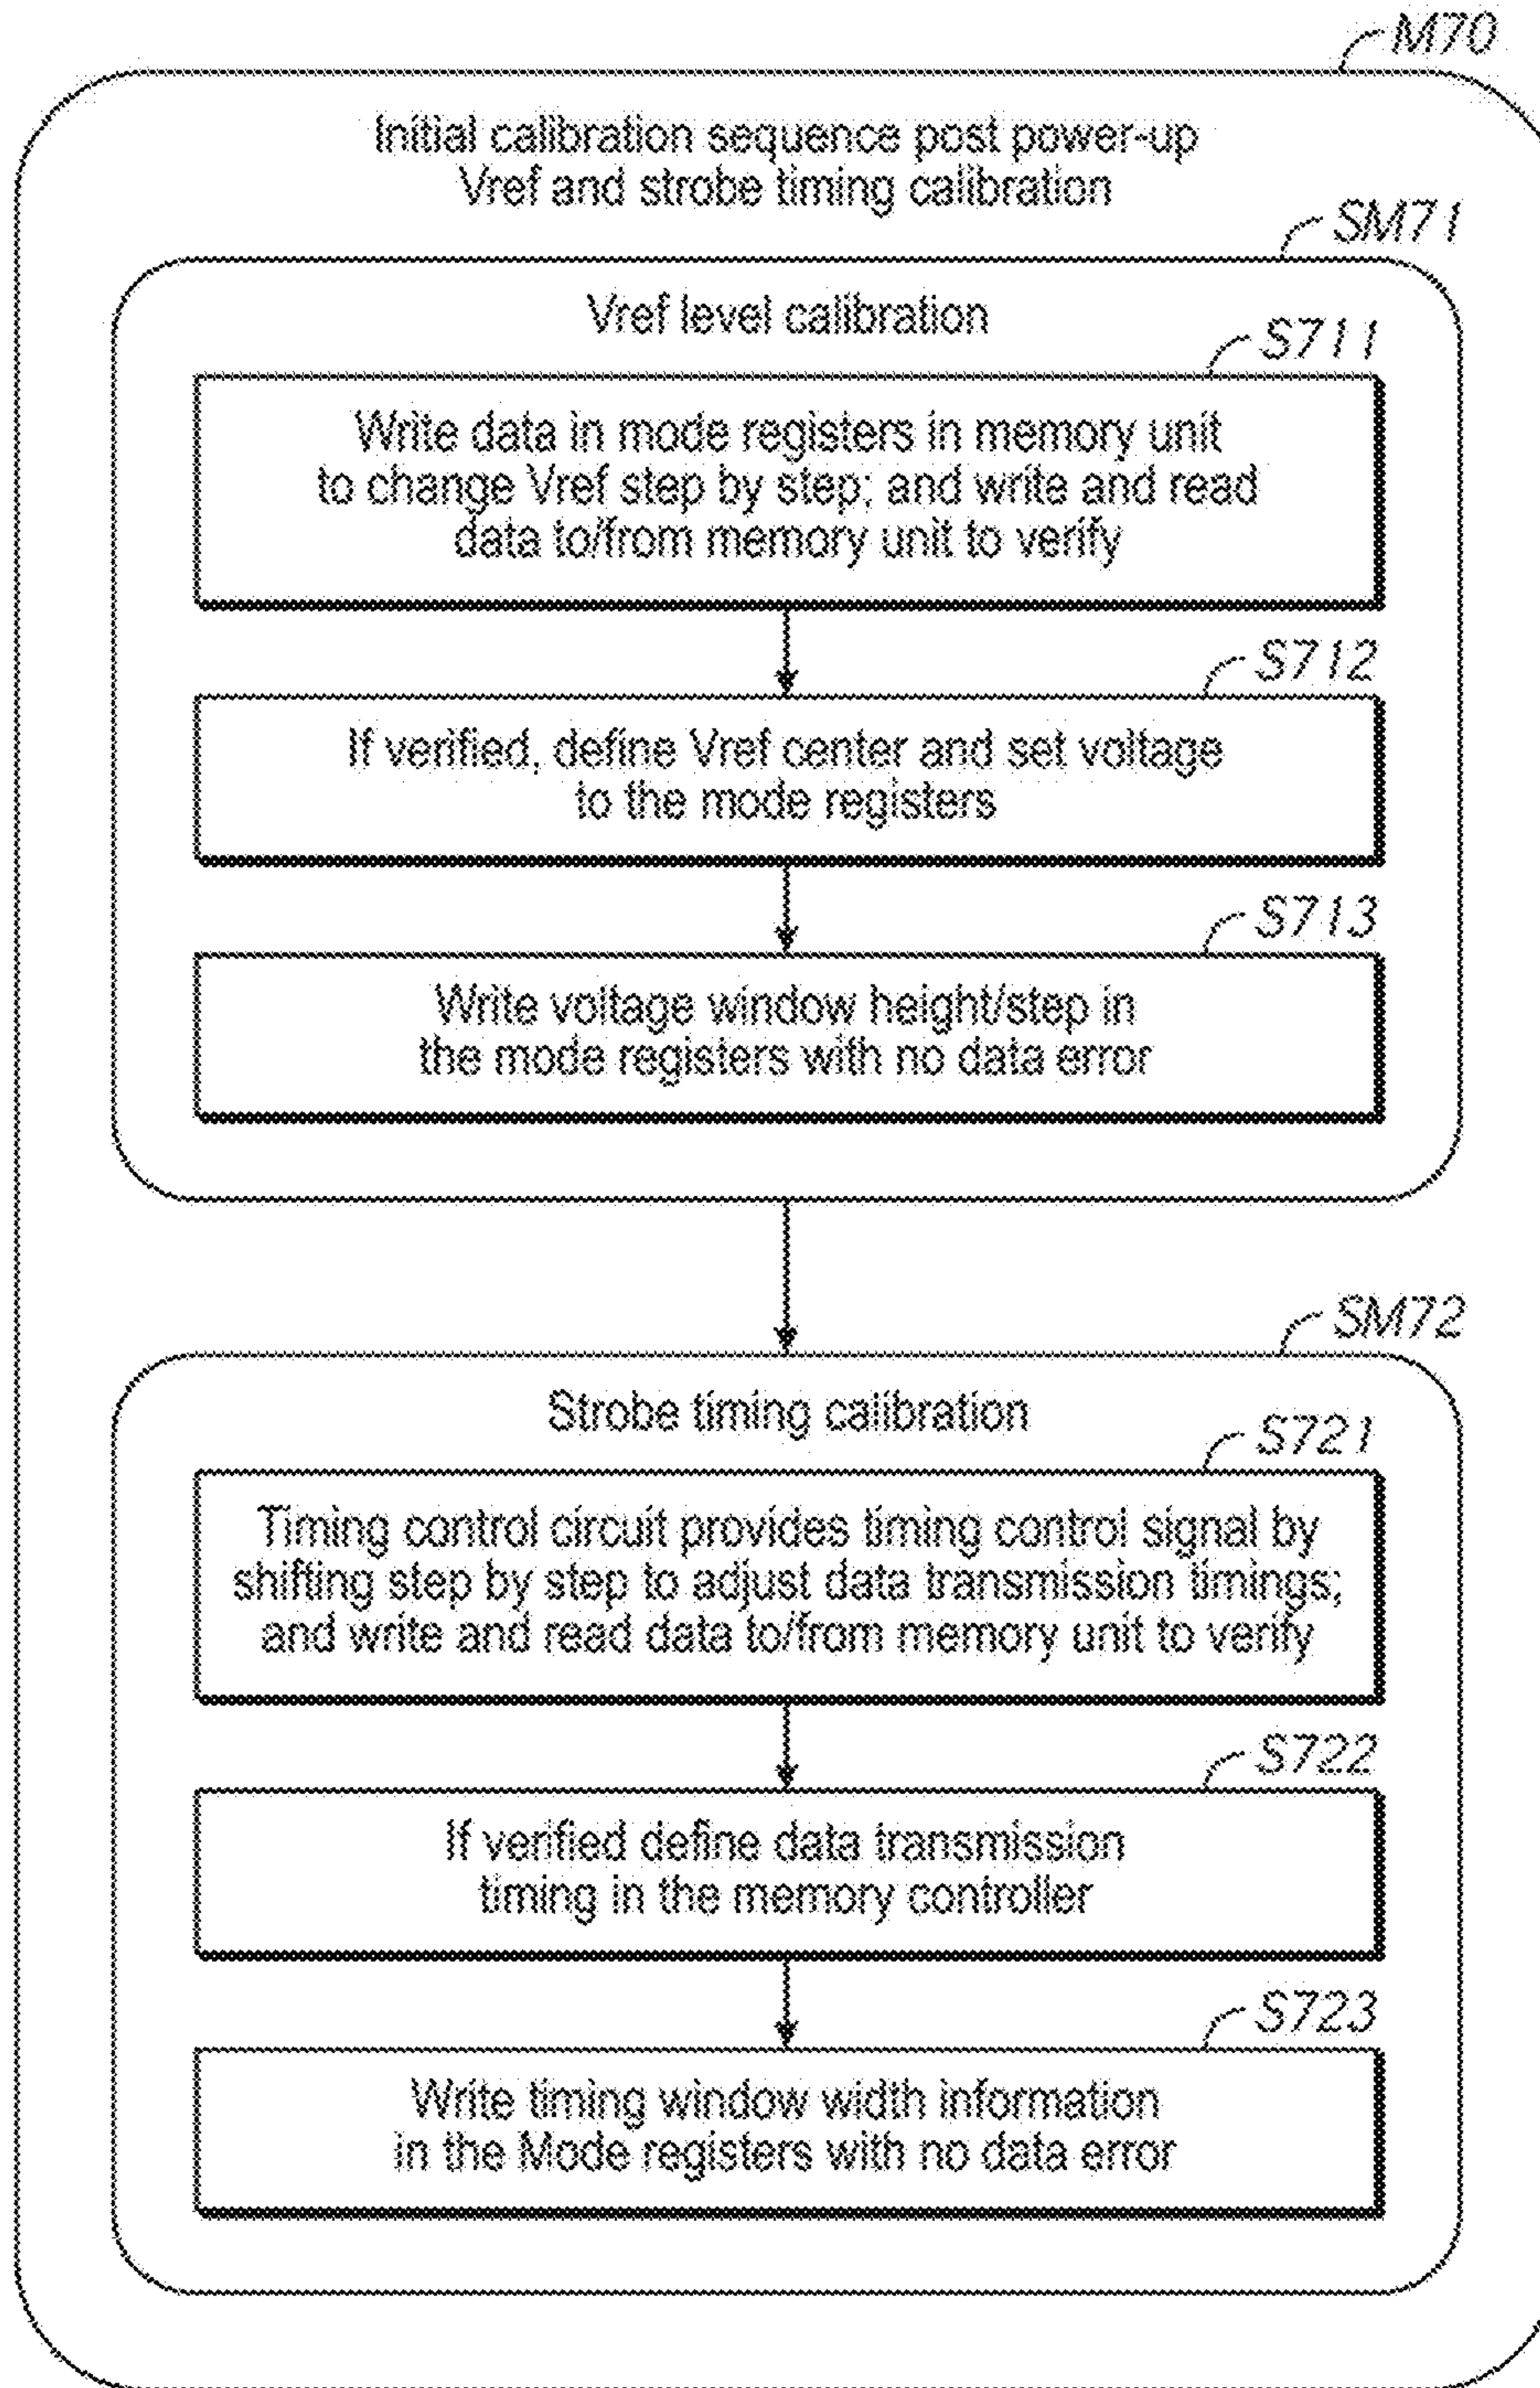 M70
Initial calibration sequence post power-up
Vref and strobe timing calibration
SM71
Vref level calibration
S711
Write data in mode registers in memory unit
to change Vref step by step; and write and read
data to/from memory unit to verify
S712
If verified, define Vref center and set voltage
to the mode registers
S713
Write voltage window height/step in
the mode registers with no data error
SM72
Strobe timing calibration
S721
Timing control circuit provides timing control signal by
shifting step by step to adjust data transmission timings;
and write and read data to/from memory unit to verify
S722
If verified define data transmission
timing in the memory controller
S723
Write timing window width information
in the Mode registers with no data error